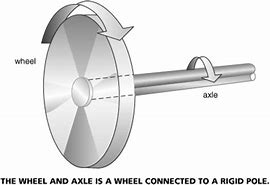 wheel
axle
THE WHEEL AND AXLE IS A WHEEL CONNECTED TO A RIGID POLE.